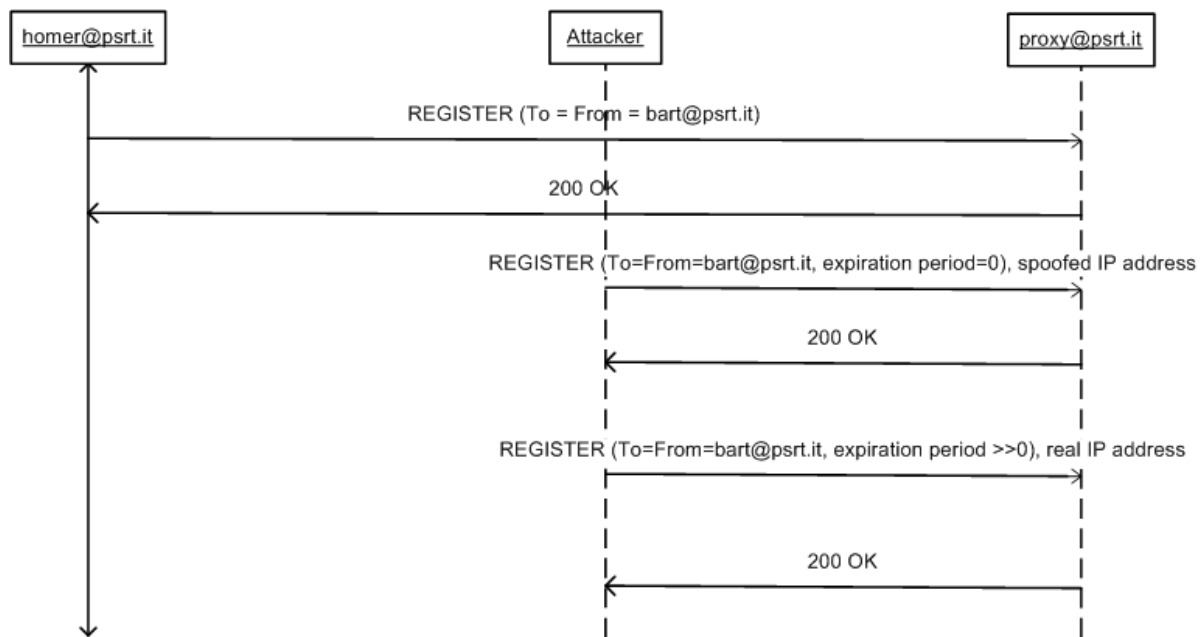 homer@psrt.it
Attacker
proxy@psrt.it
REGISTER (To = From = bart@psrt.it)
200 OK
REGISTER (To=From=bart@psrt.it, expiration period=0), spoofed IP address
200 OK
REGISTER (To=From=bart@psrt.it, expiration period >>0), real IP address
200 OK